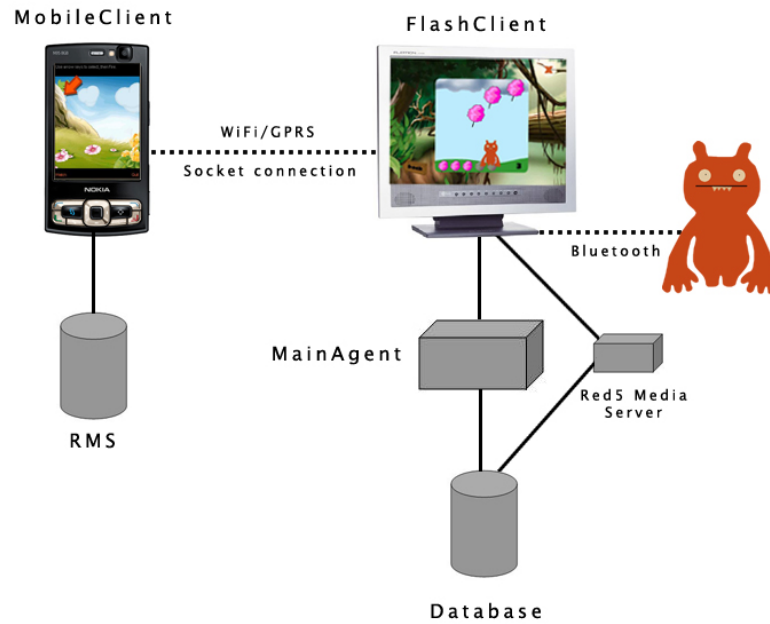 MobileClient
FlashClient
WiFi/GPRS
Socket connection
NOKIA
Bluetooth
MainAgent
Red5 Media
Server
RMS
Database